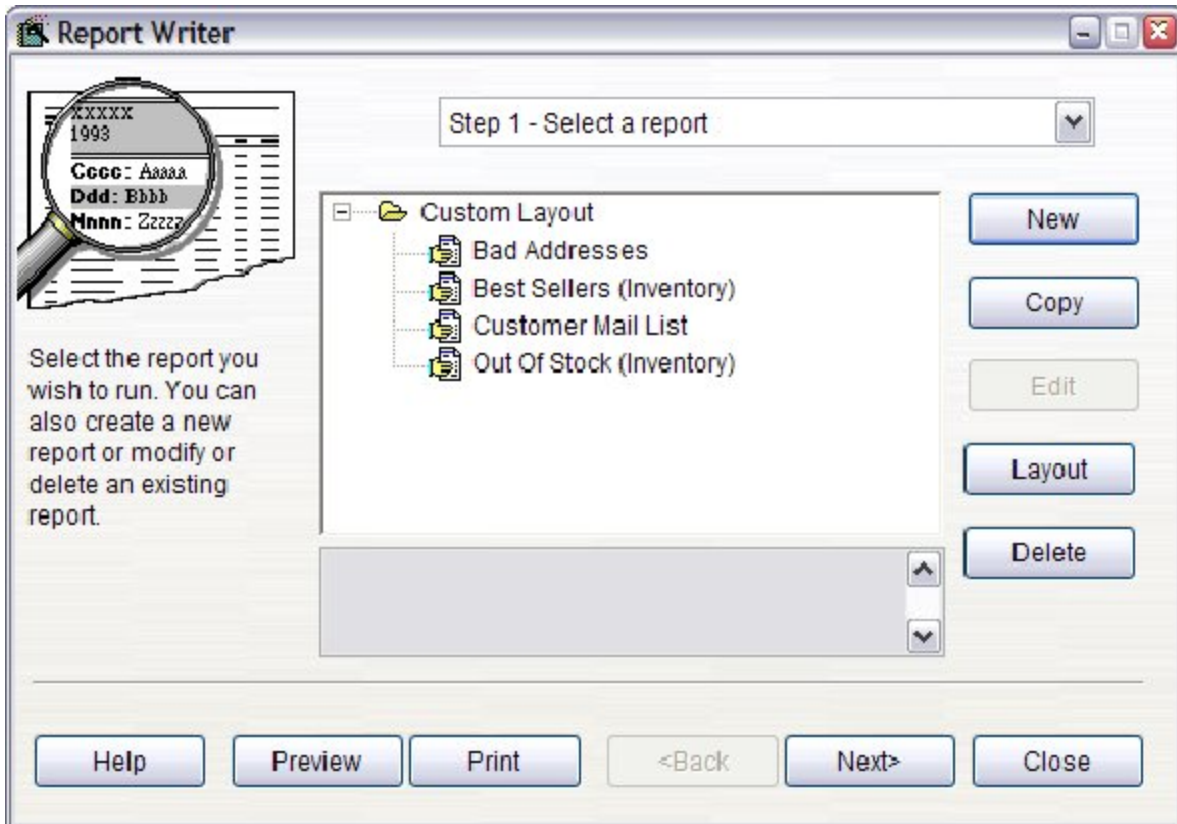 Report Writer
XXXXX
1993
Cccc: Aaaaa
Ddd: Bbbb
Mnnn: Zzzzz
Step 1 - Select a report
Select the report you
wish to run. You can
also create a new
report or modify or
delete an existing
report.
Custom Layout
Bad Addresses
Best Sellers (Inventory)
Customer Mail List
Out Of Stock (Inventory)
New
Copy
Edit
Layout
Delete
Help
Preview
Print
<Back
Next>
Close